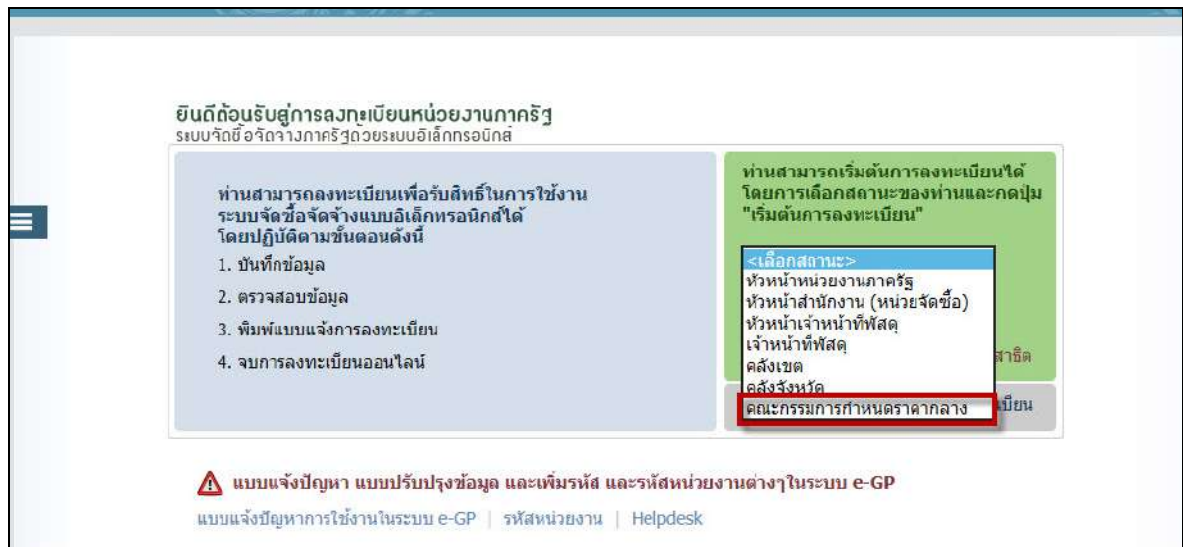 ยินดีต้อนรับสู่การลงทะเบียนหน่วยงานภาครัฐ
ระบบจัดซื้อจัดจ้างภาครัฐด้วยระบบอิเล็กทรอนิกส์
ท่านสามารถลงทะเบียนเพื่อรับสิทธิ์ในการใช้งาน
ระบบจัดซื้อจัดจ้างแบบอิเล็กทรอนิกส์ได้
โดยปฏิบัติตามขั้นตอนดังนี้
1. บันทึกข้อมูล
2. ตรวจสอบข้อมูล
3. พิมพ์แบบแจ้งการลงทะเบียน
4. จบการลงทะเบียนออนไลน์
ท่านสามารถเริ่มต้นการลงทะเบียนได้
โดยการเลือกสถานะของท่านและกดปุ่ม
"เริ่มต้นการลงทะเบียน"
<เลือกสถานะ>
หัวหน้าหน่วยงานภาครัฐ
หัวหน้าสำนักงาน (หน่วยจัดซื้อ)
หัวหน้าเจ้าหน้าที่พัสดุ
เจ้าหน้าที่พัสดุ
คลังเขต
สาธิต
คลังจังหวัด
คณะกรรมการกำหนดราคากลาง
เบียน
แบบแจ้งปัญหา แบบปรับปรุงข้อมูล และเพิ่มรหัส และรหัสหน่วยงานต่างๆในระบบ e-GP
แบบแจ้งปัญหาการใช้งานในระบบ e-GP | รหัสหน่วยงาน | Helpdesk